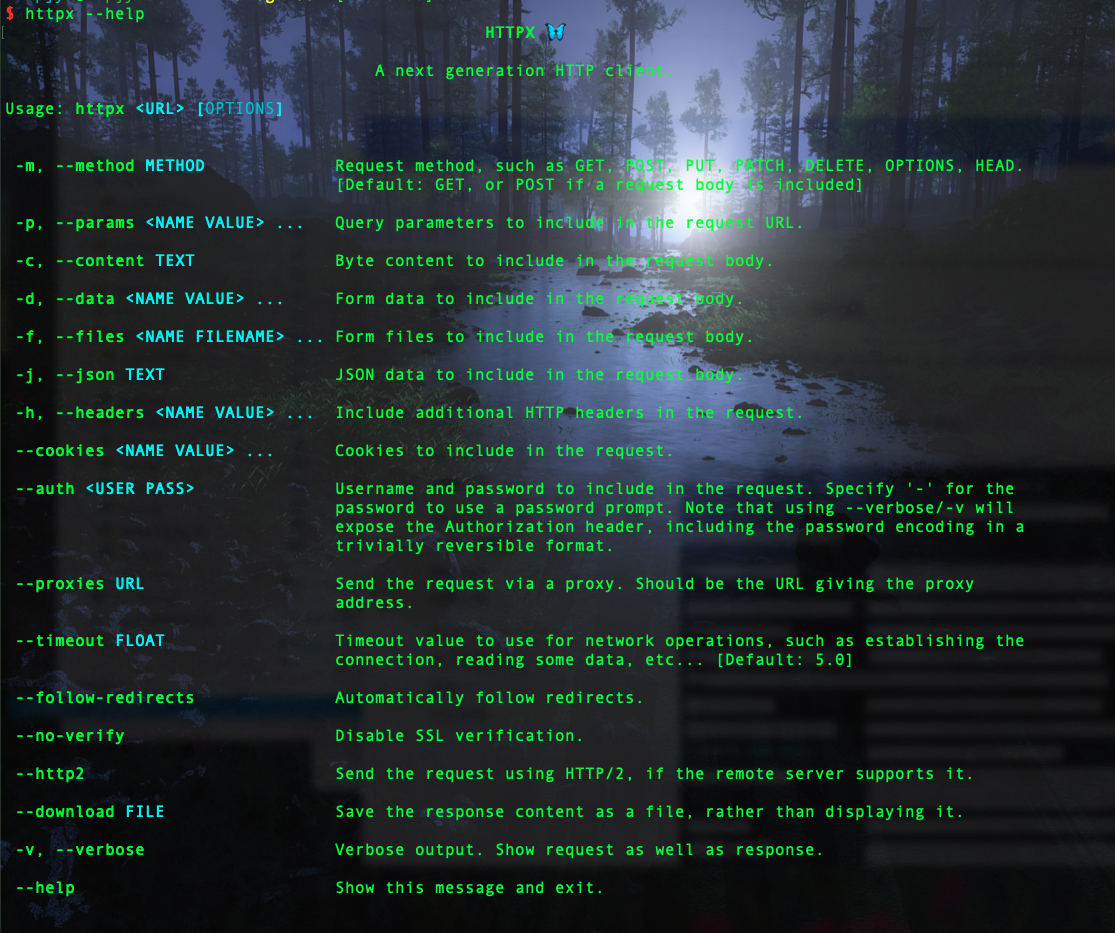 $ httpx --help
HTTPX 🦋
A next generation HTTP client.
Usage: httpx <URL> [OPTIONS]
-m, --method METHOD Request method, such as GET, POST, PUT, PATCH, DELETE, OPTIONS, HEAD.
[Default: GET, or POST if a request body is included]
-p, --params <NAME VALUE> ... Query parameters to include in the request URL.
-c, --content TEXT Byte content to include in the request body.
-d, --data <NAME VALUE> ... Form data to include in the request body.
-f, --files <NAME FILENAME> ... Form files to include in the request body.
-j, --json TEXT JSON data to include in the request body.
-h, --headers <NAME VALUE> ... Include additional HTTP headers in the request.
--cookies <NAME VALUE> ... Cookies to include in the request.
--auth <USER PASS> Username and password to include in the request. Specify '-' for the
password to use a password prompt. Note that using --verbose/-v will
expose the Authorization header, including the password encoding in a
trivially reversible format.
--proxies URL Send the request via a proxy. Should be the URL giving the proxy
address.
--timeout FLOAT Timeout value to use for network operations, such as establishing the
connection, reading some data, etc... [Default: 5.0]
--follow-redirects Automatically follow redirects.
--no-verify Disable SSL verification.
--http2 Send the request using HTTP/2, if the remote server supports it.
--download FILE Save the response content as a file, rather than displaying it.
-v, --verbose Verbose output. Show request as well as response.
--help Show this message and exit.